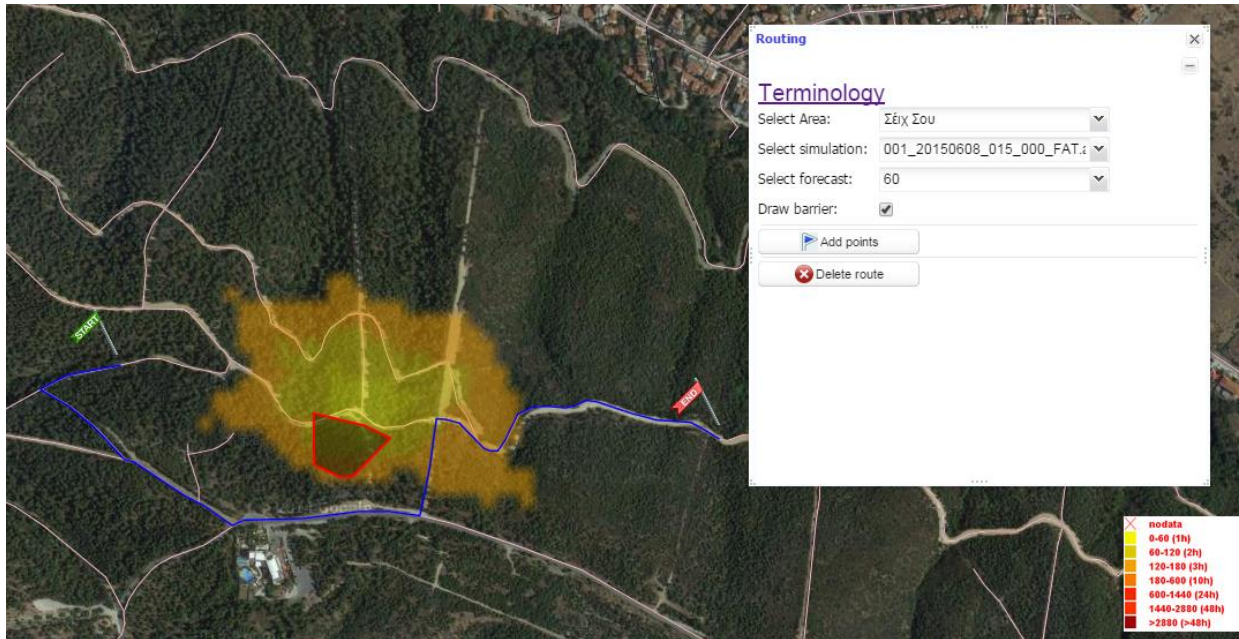 Routing
Terminology
Select Area: Σέιχ Σου
Select simulation: 001_20150608_015_000_FAT.a
Select forecast: 60
Draw barrier:
Add points
Delete route
START
END
nodata
0-60 (1h)
60-120 (2h)
120-180 (3h)
180-600 (10h)
600-1440 (24h)
1440-2880 (48h)
>2880 (>48h)